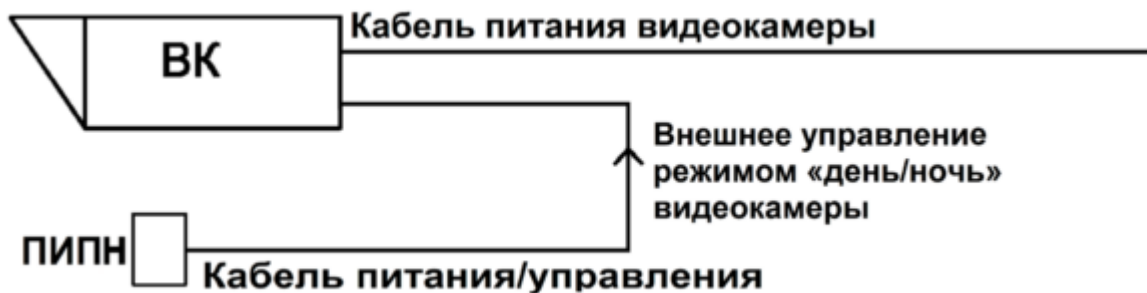 Кабель питания видеокамеры
ВК
Внешнее управление
режимом «день/ночь»
видеокамеры
ПИПН
Кабель питания/управления